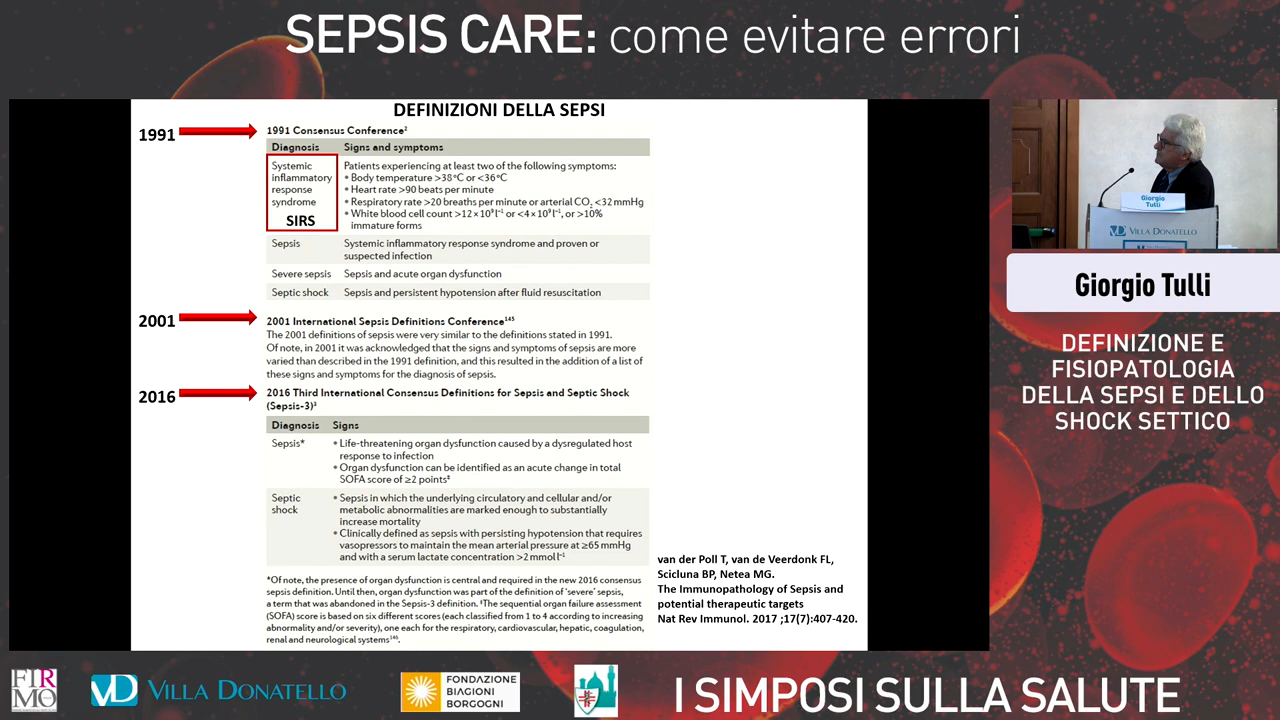 SEPSIS CARE: come evitare errori
DEFINIZIONI DELLA SEPSI
1991
1991 Consensus Conference²
Diagnosis Signs and symptoms
Systemic inflammatory response syndrome
SIRS
Patients experiencing at least two of the following symptoms:
• Body temperature >38°C or <36°C
• Heart rate >90 beats per minute
• Respiratory rate >20 breaths per minute or arterial CO₂ <32 mmHg
• White blood cell count >12 × 10⁹ l⁻¹ or <4 × 10⁹ l⁻¹, or >10%
immature forms
Sepsis Systemic inflammatory response syndrome and proven or
suspected infection
Severe sepsis Sepsis and acute organ dysfunction
Septic shock Sepsis and persistent hypotension after fluid resuscitation
2001
2001 International Sepsis Definitions Conference¹⁴⁵
The 2001 definitions of sepsis were very similar to the definitions stated in 1991.
Of note, in 2001 it was acknowledged that the signs and symptoms of sepsis are more
varied than described in the 1991 definition, and this resulted in the addition of a list of
these signs and symptoms for the diagnosis of sepsis.
2016
2016 Third International Consensus Definitions for Sepsis and Septic Shock
(Sepsis-3)³
Diagnosis Signs
Sepsis* • Life-threatening organ dysfunction caused by a dysregulated host
response to infection
• Organ dysfunction can be identified as an acute change in total
SOFA score of ≥2 points‡
Septic
shock
• Sepsis in which the underlying circulatory and cellular and/or
metabolic abnormalities are marked enough to substantially
increase mortality
• Clinically defined as sepsis with persisting hypotension that requires
vasopressors to maintain the mean arterial pressure at ≥65 mmHg
and with a serum lactate concentration >2 mmol l⁻¹
*Of note, the presence of organ dysfunction is central and required in the new 2016 consensus
sepsis definition. Until then, organ dysfunction was part of the definition of ‘severe’ sepsis,
a term that was abandoned in the Sepsis-3 definition. ‡The sequential organ failure assessment
(SOFA) score is based on six different scores (each classified from 1 to 4 according to increasing
abnormality and/or severity), one each for the respiratory, cardiovascular, hepatic, coagulation,
renal and neurological systems¹⁴⁶.
van der Poll T, van de Veerdonk FL,
Scicluna BP, Netea MG.
The Immunopathology of Sepsis and
potential therapeutic targets
Nat Rev Immunol. 2017 ;17(7):407-420.
Giorgio
Tulli
VILLA DONATELLO
Giorgio Tulli
DEFINIZIONE E
FISIOPATOLOGIA
DELLA SEPSI E DELLO
SHOCK SETTICO
FIRMO
VD VILLA DONATELLO
FONDAZIONE
BIAGIONI
BORGOGNI
I SIMPOSI SULLA SALUTE